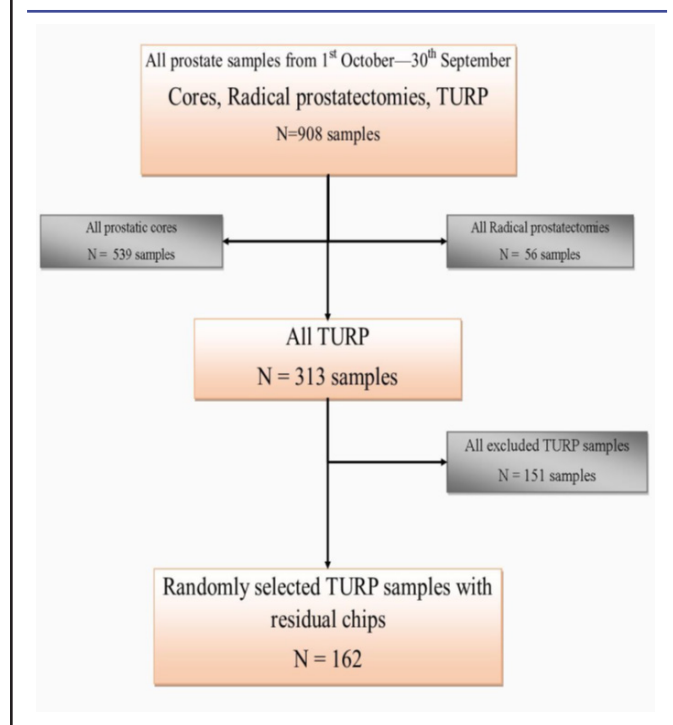 All prostate samples from 1st October—30th September
Cores, Radical prostatectomies, TURP
N=908 samples
All prostatic cores
N = 539 samples
All Radical prostatectomies
N = 56 samples
All TURP
N = 313 samples
All excluded TURP samples
N = 151 samples
Randomly selected TURP samples with
residual chips
N = 162